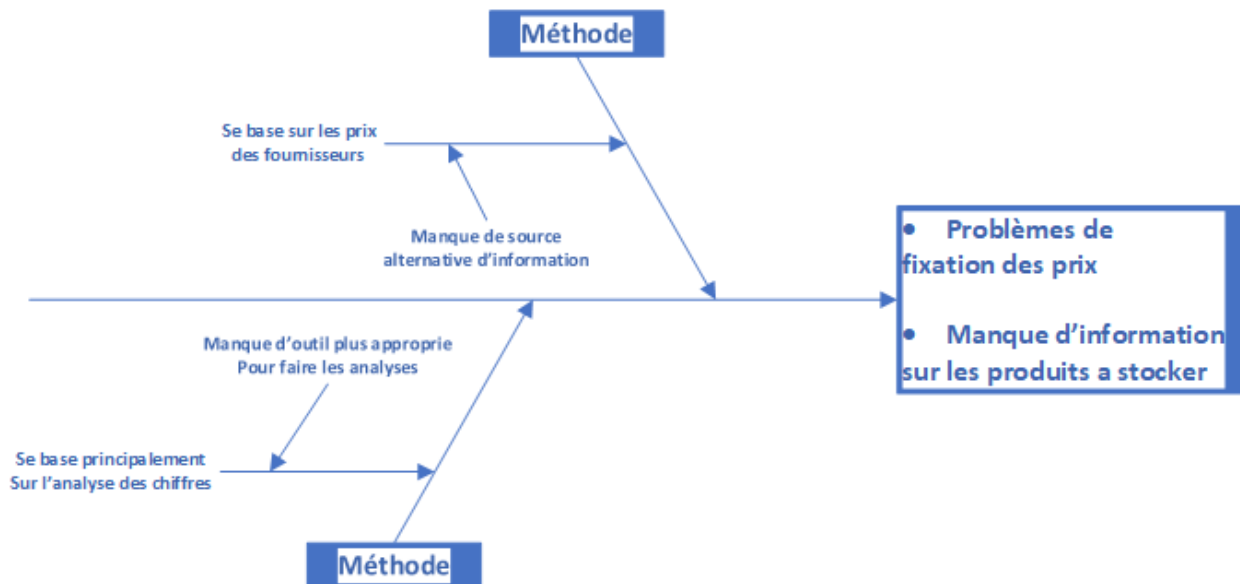 Méthode
Se base sur les prix
des fournisseurs
Manque de source
alternative d'information
• Problèmes de
fixation des prix
• Manque d'information
sur les produits a stocker
Manque d'outil plus approprie
Pour faire les analyses
Se base principalement
Sur l'analyse des chiffres
Méthode